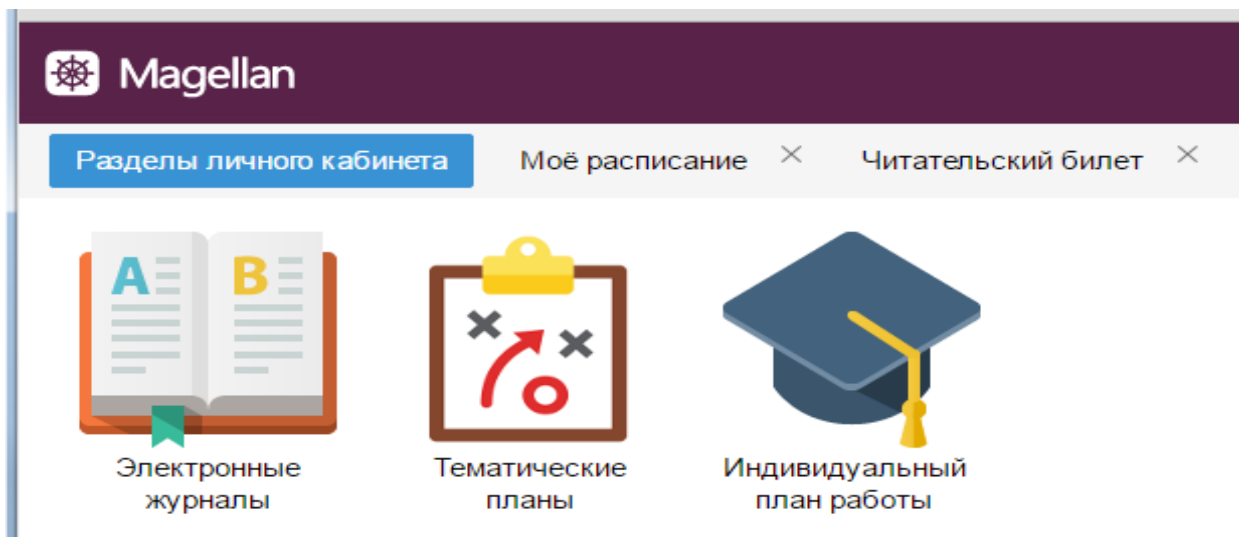 Magellan
Разделы личного кабинета Моё расписание × Читательский билет ×
A B
Электронные журналы
Тематические планы
Индивидуальный план работы